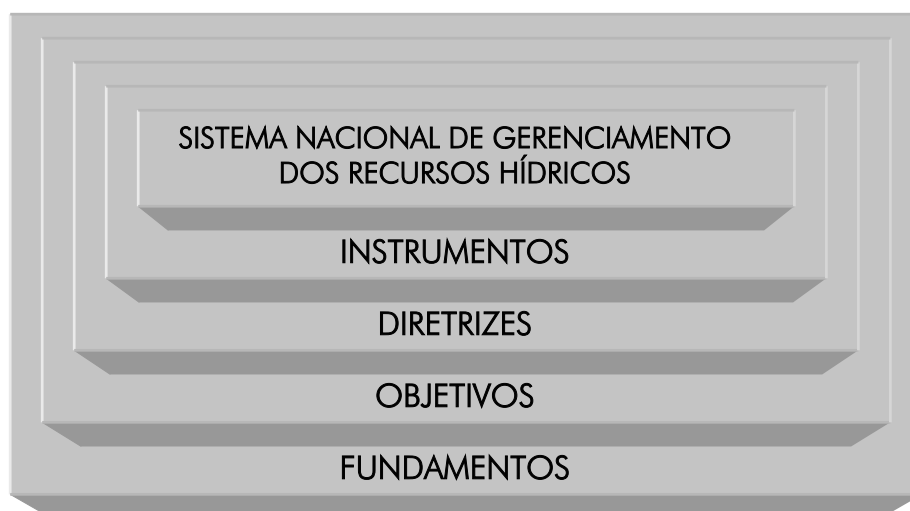 SISTEMA NACIONAL DE GERENCIAMENTO
DOS RECURSOS HÍDRICOS
INSTRUMENTOS
DIRETRIZES
OBJETIVOS
FUNDAMENTOS